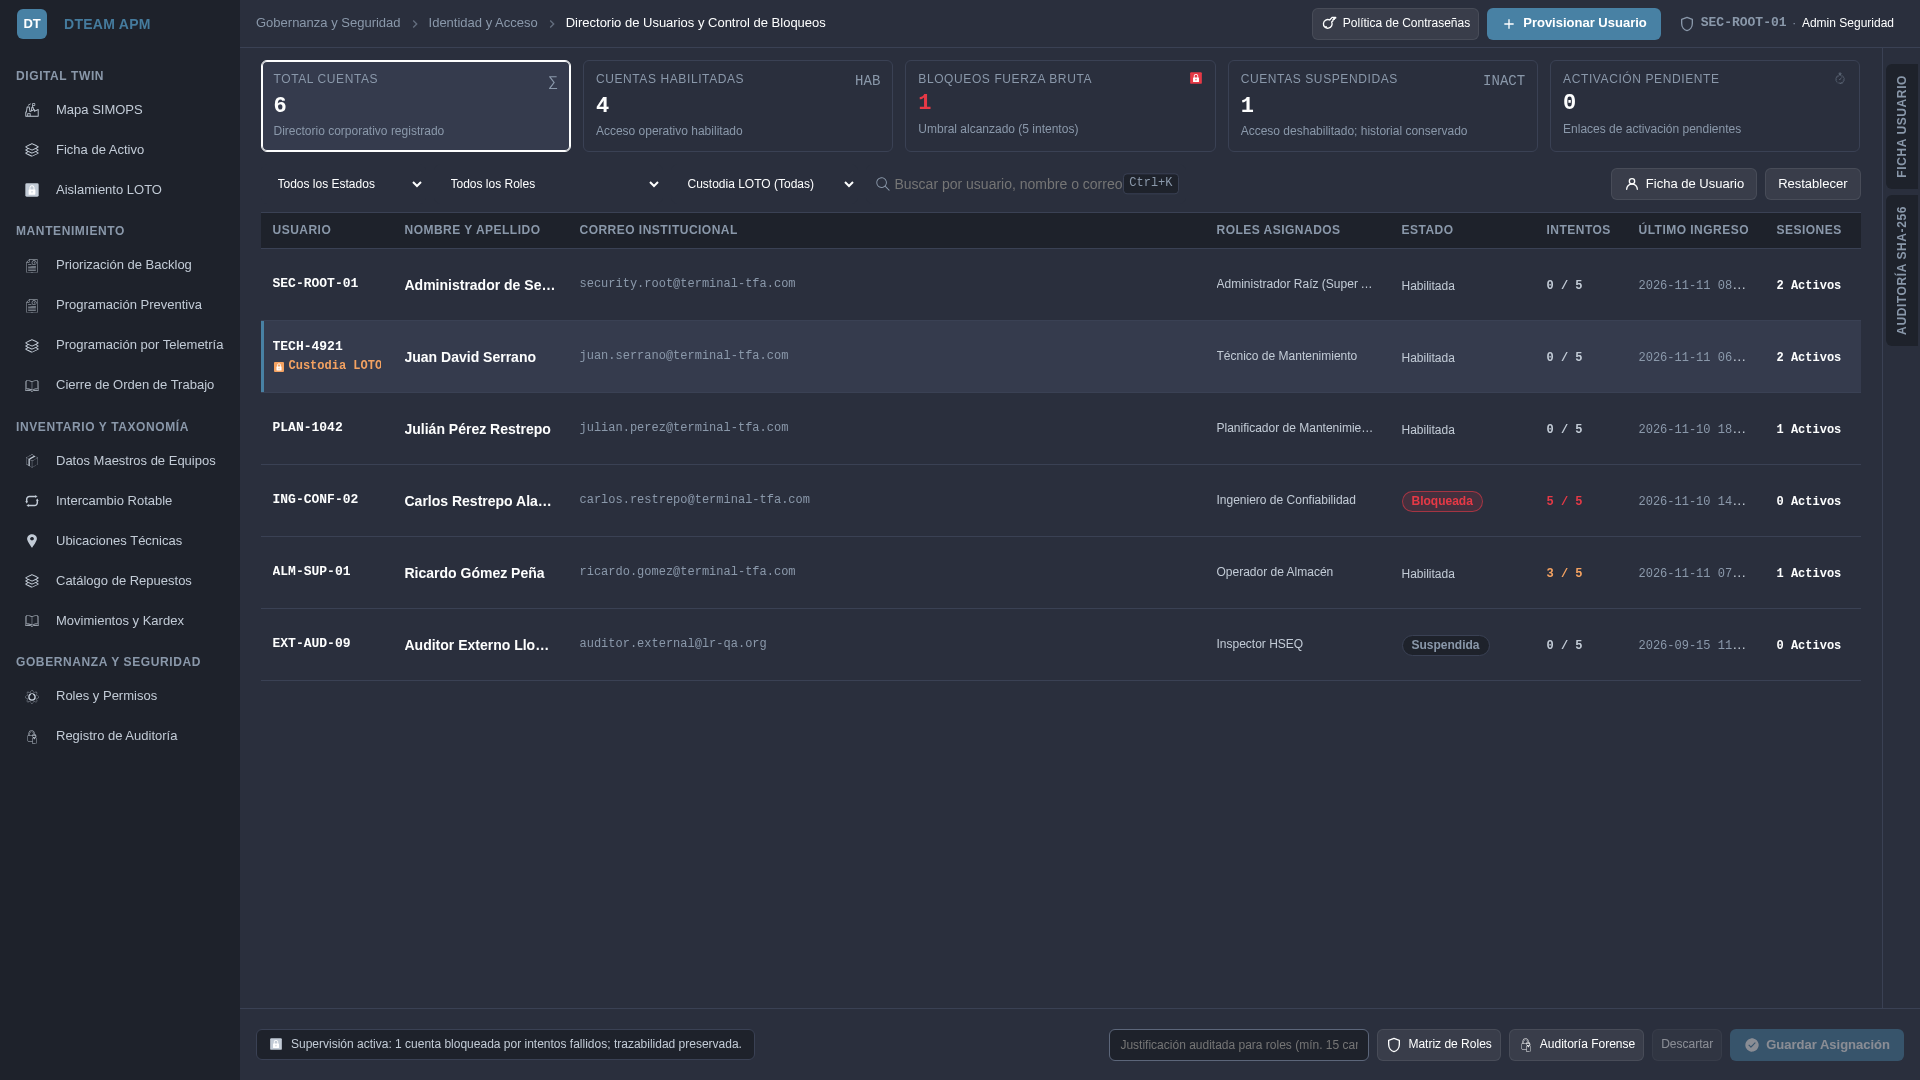 DT DTEAM APM
Gobernanza y Seguridad > Identidad y Acceso > Directorio de Usuarios y Control de Bloqueos
Política de Contraseñas
+ Provisionar Usuario
SEC-ROOT-01 · Admin Seguridad
DIGITAL TWIN
Mapa SIMOPS
Ficha de Activo
Aislamiento LOTO
MANTENIMIENTO
Priorización de Backlog
Programación Preventiva
Programación por Telemetría
Cierre de Orden de Trabajo
INVENTARIO Y TAXONOMÍA
Datos Maestros de Equipos
Intercambio Rotable
Ubicaciones Técnicas
Catálogo de Repuestos
Movimientos y Kardex
GOBERNANZA Y SEGURIDAD
Roles y Permisos
Registro de Auditoría
TOTAL CUENTAS ∑
6
Directorio corporativo registrado
CUENTAS HABILITADAS HAB
4
Acceso operativo habilitado
BLOQUEOS FUERZA BRUTA
1
Umbral alcanzado (5 intentos)
CUENTAS SUSPENDIDAS INACT
1
Acceso deshabilitado; historial conservado
ACTIVACIÓN PENDIENTE
0
Enlaces de activación pendientes
Todos los Estados
Todos los Roles
Custodia LOTO (Todas)
Buscar por usuario, nombre o correo Ctrl+K
Ficha de Usuario
Restablecer
USUARIO NOMBRE Y APELLIDO CORREO INSTITUCIONAL ROLES ASIGNADOS ESTADO INTENTOS ÚLTIMO INGRESO SESIONES
SEC-ROOT-01 Administrador de Se… security.root@terminal-tfa.com Administrador Raíz (Super … Habilitada 0 / 5 2026-11-11 08… 2 Activos
TECH-4921 Juan David Serrano juan.serrano@terminal-tfa.com Técnico de Mantenimiento Habilitada 0 / 5 2026-11-11 06… 2 Activos
Custodia LOTO
PLAN-1042 Julián Pérez Restrepo julian.perez@terminal-tfa.com Planificador de Mantenimie… Habilitada 0 / 5 2026-11-10 18… 1 Activos
ING-CONF-02 Carlos Restrepo Ala… carlos.restrepo@terminal-tfa.com Ingeniero de Confiabilidad Bloqueada 5 / 5 2026-11-10 14… 0 Activos
ALM-SUP-01 Ricardo Gómez Peña ricardo.gomez@terminal-tfa.com Operador de Almacén Habilitada 3 / 5 2026-11-11 07… 1 Activos
EXT-AUD-09 Auditor Externo Llo… auditor.external@lr-qa.org Inspector HSEQ Suspendida 0 / 5 2026-09-15 11… 0 Activos
FICHA USUARIO
AUDITORÍA SHA-256
Supervisión activa: 1 cuenta bloqueada por intentos fallidos; trazabilidad preservada.
Justificación auditada para roles (mín. 15 car
Matriz de Roles
Auditoría Forense
Descartar
Guardar Asignación